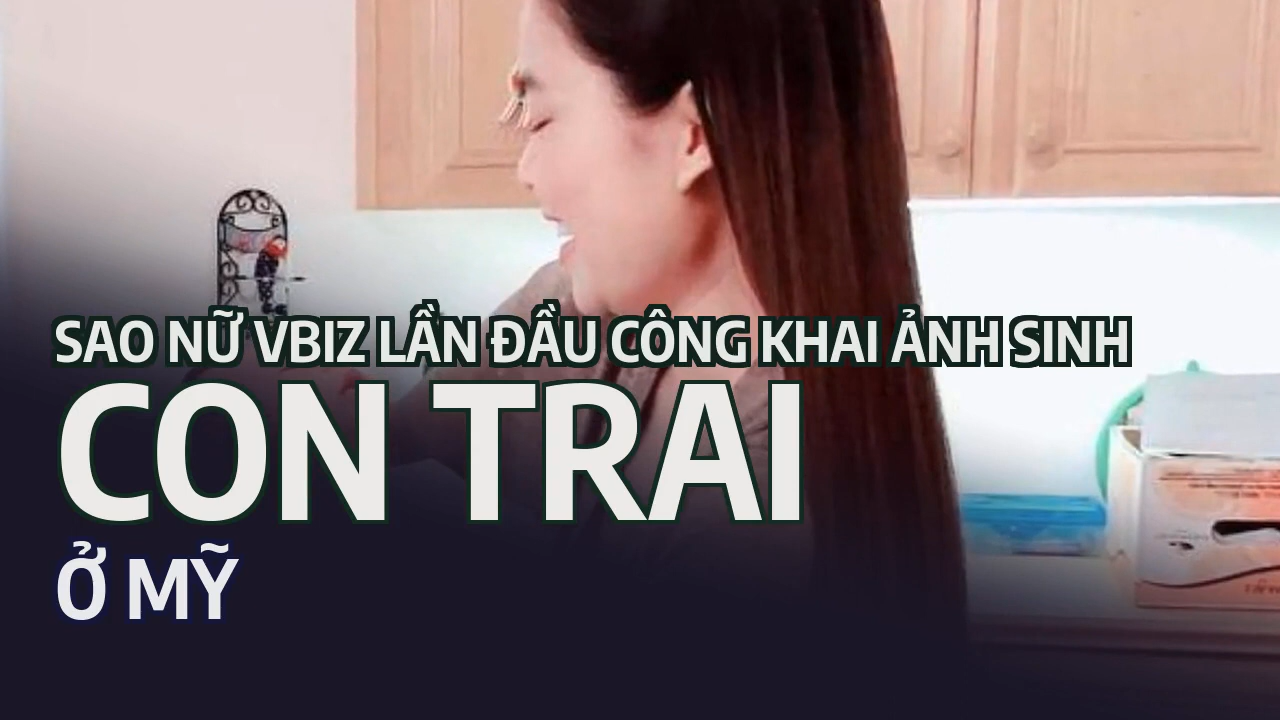 SAO NỮ VBIZ LẦN ĐẦU CÔNG KHAI ẢNH SINH
CON TRAI
Ở MỸ